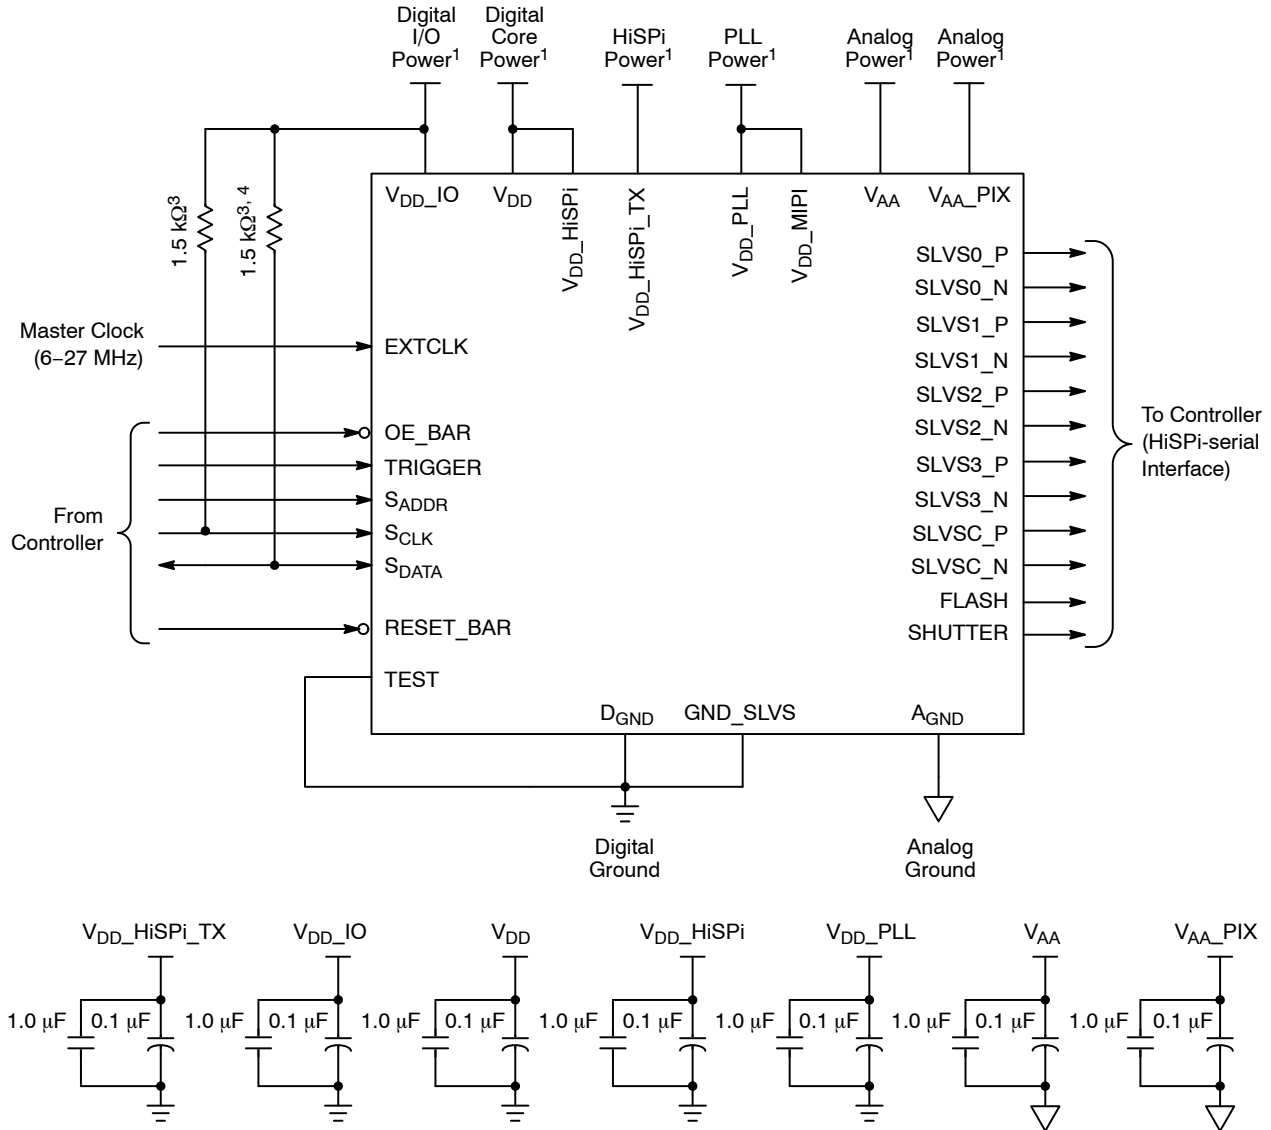 Digital
I/O
Power1
Digital
Core
Power1
HiSPi
Power1
PLL
Power1
Analog
Power1
Analog
Power1
1.5 kΩ3
1.5 kΩ3, 4
VDD_IO
VDD
VDD_HiSPi
VDD_HiSPi_TX
VDD_PLL
VDD_MIPI
VAA
VAA_PIX
Master Clock
(6–27 MHz)
EXTCLK
From
Controller
OE_BAR
TRIGGER
SADDR
SCLK
SDATA
RESET_BAR
TEST
SLVS0_P
SLVS0_N
SLVS1_P
SLVS1_N
SLVS2_P
SLVS2_N
SLVS3_P
SLVS3_N
SLVSC_P
SLVSC_N
FLASH
SHUTTER
To Controller
(HiSPi-serial
Interface)
DGND
GND_SLVS
AGND
Digital
Ground
Analog
Ground
VDD_HiSPi_TX
1.0 μF
0.1 μF
VDD_IO
1.0 μF
0.1 μF
VDD
1.0 μF
0.1 μF
VDD_HiSPi
1.0 μF
0.1 μF
VDD_PLL
1.0 μF
0.1 μF
VAA
1.0 μF
0.1 μF
VAA_PIX
1.0 μF
0.1 μF